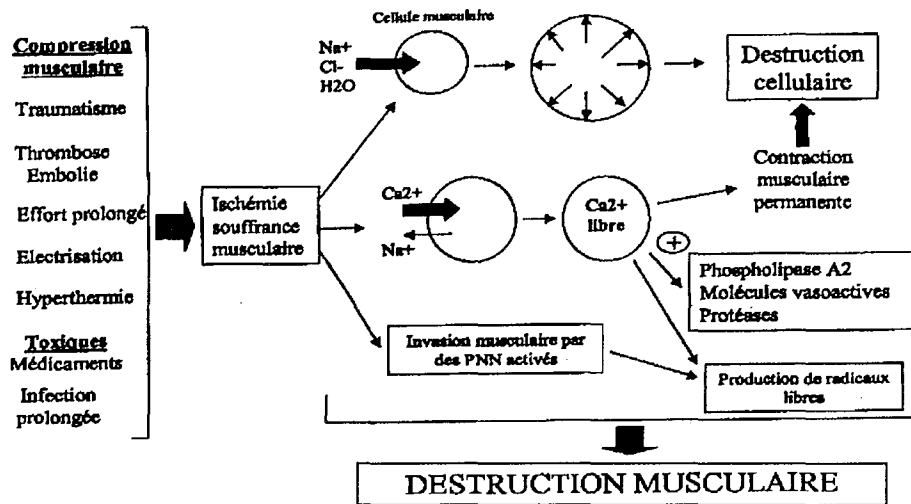 Compression
musculaire
Traumatisme
Thrombose
Embolie
Effort prolongé
Electrisation
Hyperthermie
Toxiques
Médicaments
Infection
prolongée
Ischémie
souffrance
musculaire
Cellule musculaire
Na+
Cl-
H2O
Destruction
cellulaire
Ca2+
Na+
Ca2+
libre
Contraction
musculaire
permanente
+
Phospholipase A2
Molécules vasoactives
Protéases
Invasion musculaire par
des PNN activés
Production de radicaux
libres
DESTRUCTION MUSCULAIRE